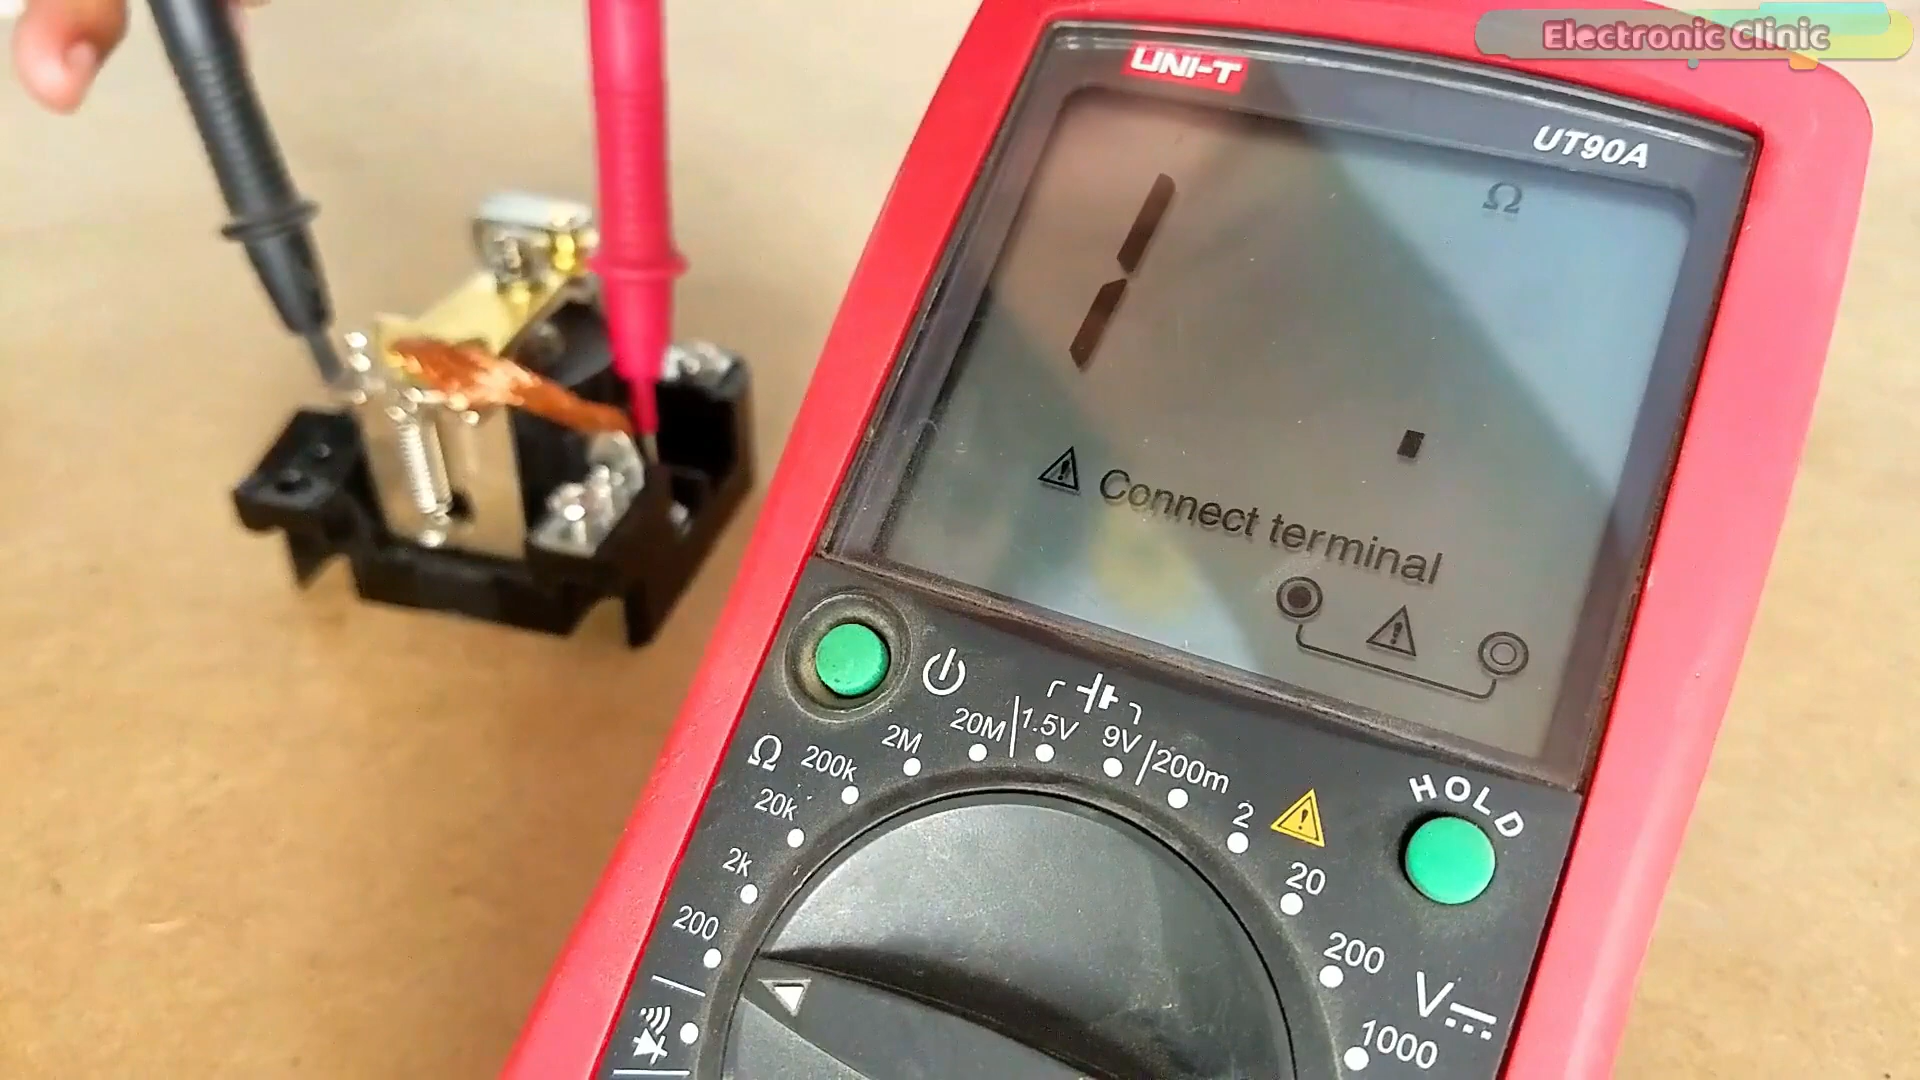 Electronic Clinic
UNI-T
UT90A
Ω
1 .
⚠ Connect terminal
⚠
Ω 200k 2M 20M 1.5V 9V 200m
20k 2
2k 20
200 200
1000
V
HOLD